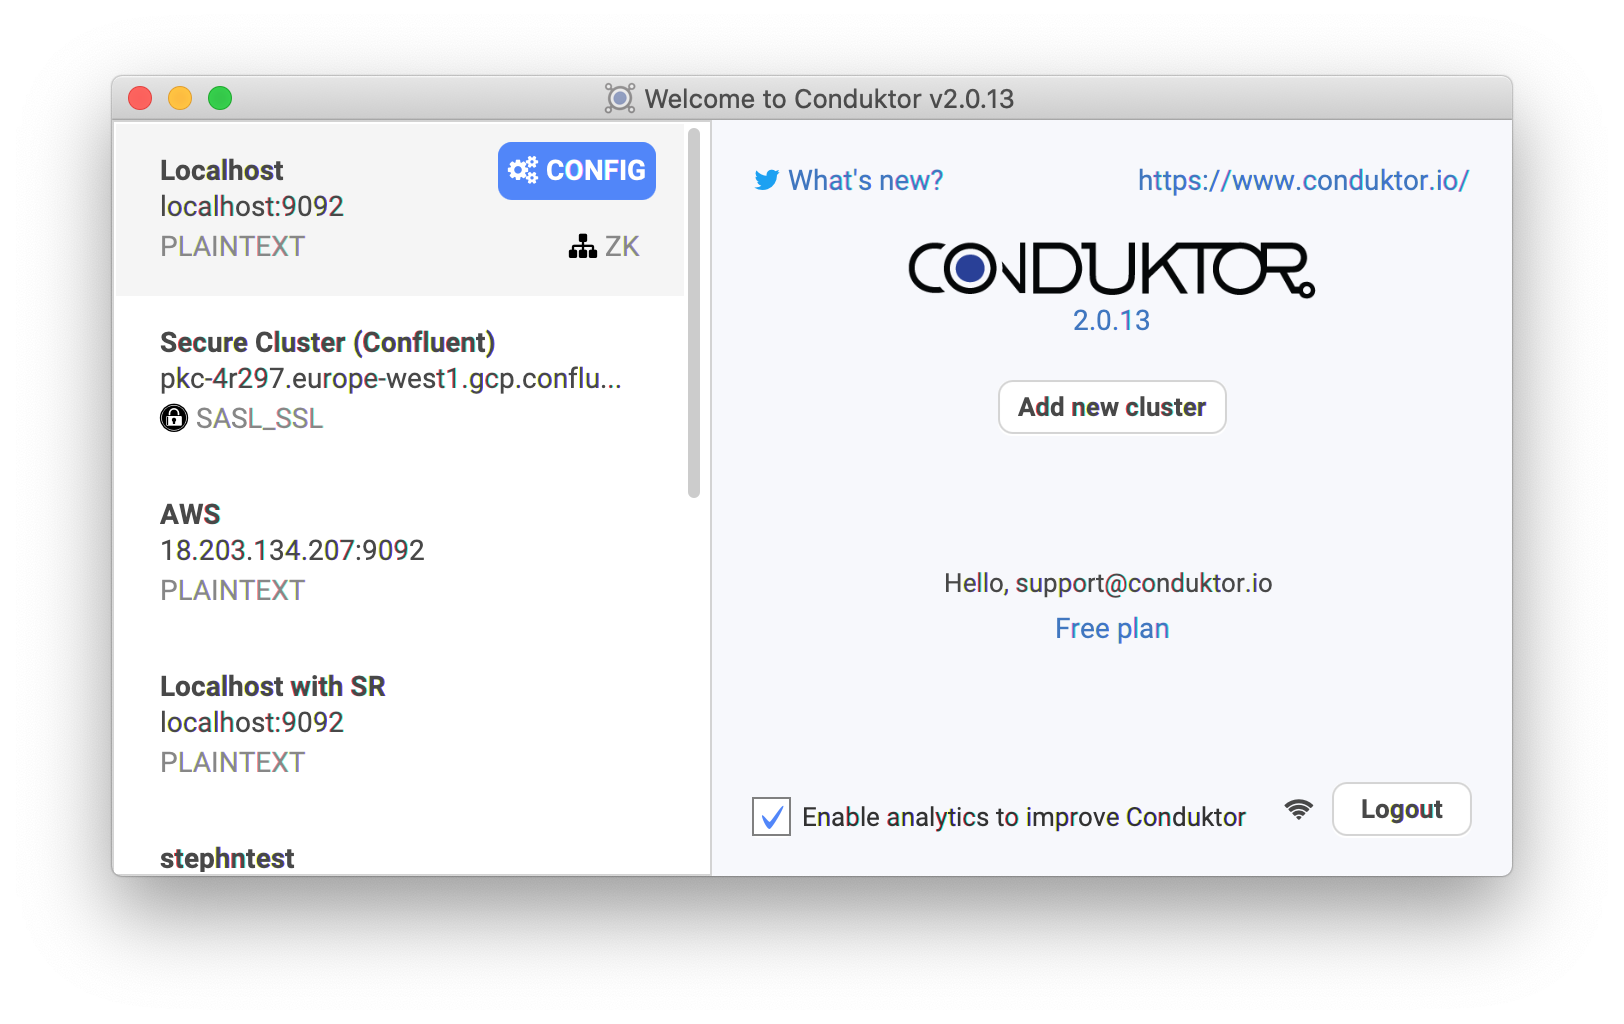 Welcome to Conduktor v2.0.13
Localhost
CONFIG
localhost:9092
PLAINTEXT
ZK
Secure Cluster (Confluent)
pkc-4r297.europe-west1.gcp.conflu...
SASL_SSL
AWS
18.203.134.207:9092
PLAINTEXT
Localhost with SR
localhost:9092
PLAINTEXT
stephntest
What's new?
https://www.conduktor.io/
CONDUKTOR
2.0.13
Add new cluster
Hello, support@conduktor.io
Free plan
Enable analytics to improve Conduktor
Logout